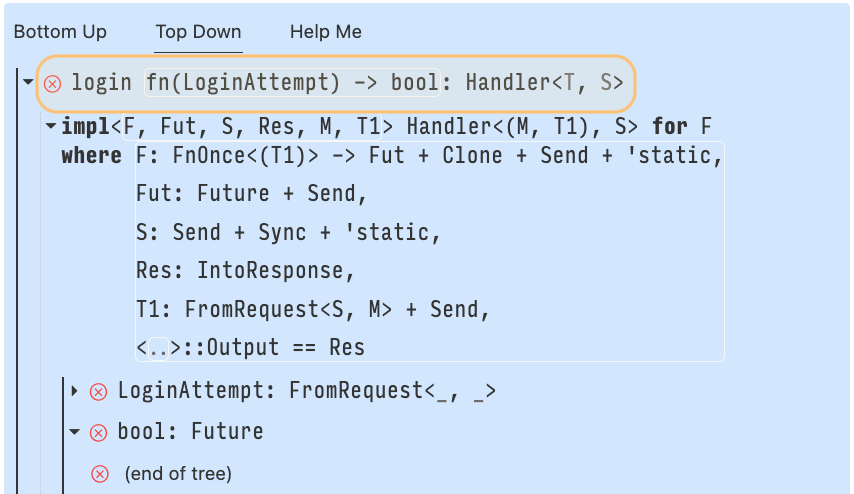 Bottom Up Top Down Help Me
login fn(LoginAttempt) -> bool: Handler<T, S>
impl<F, Fut, S, Res, M, T1> Handler<(M, T1), S> for F
where F: FnOnce<(T1)> -> Fut + Clone + Send + 'static,
Fut: Future + Send,
S: Send + Sync + 'static,
Res: IntoResponse,
T1: FromRequest<S, M> + Send,
<..>::Output == Res
LoginAttempt: FromRequest<_, _>
bool: Future
(end of tree)